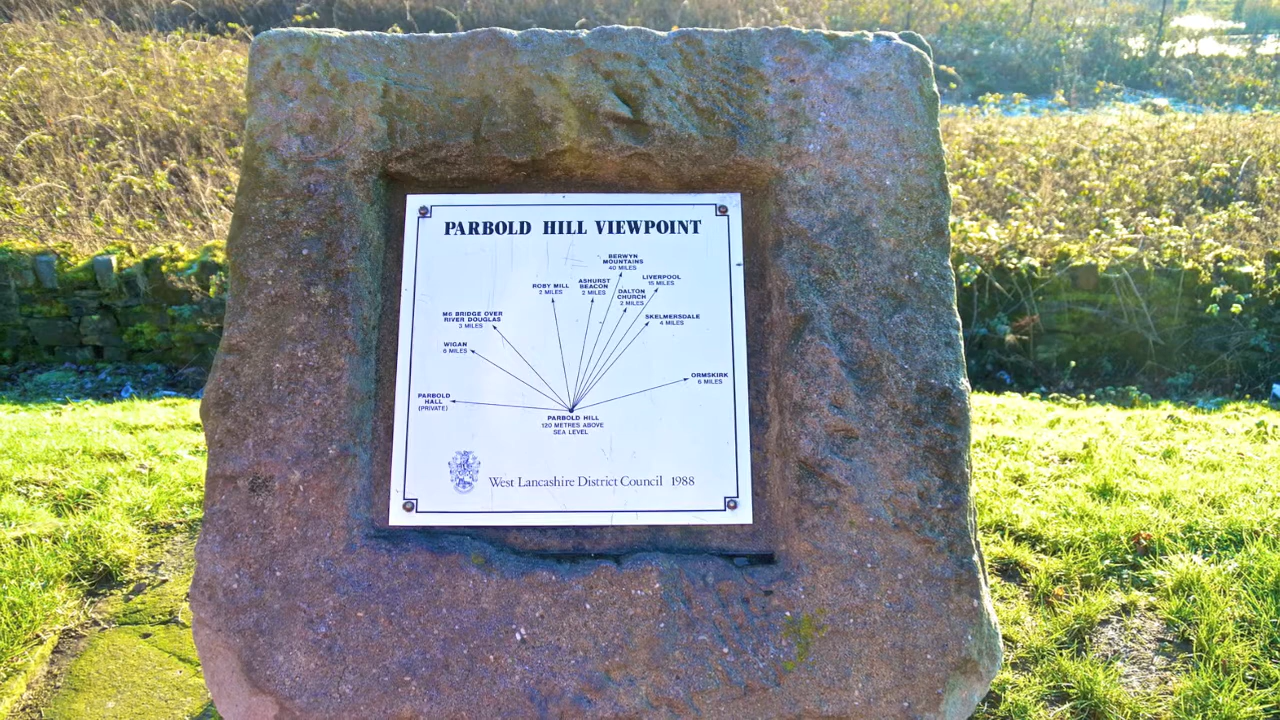 PARBOLD HILL VIEWPOINT
BERWYN
MOUNTAINS
40 MILES
ROBY MILL
2 MILES
ASHURST
BEACON
2 MILES
LIVERPOOL
15 MILES
DALTON
CHURCH
2 MILES
M6 BRIDGE OVER
RIVER DOUGLAS
3 MILES
SKELMERSDALE
4 MILES
WIGAN
6 MILES
ORMSKIRK
6 MILES
PARBOLD
HALL
(PRIVATE)
PARBOLD HILL
120 METRES ABOVE
SEA LEVEL
West Lancashire District Council 1988